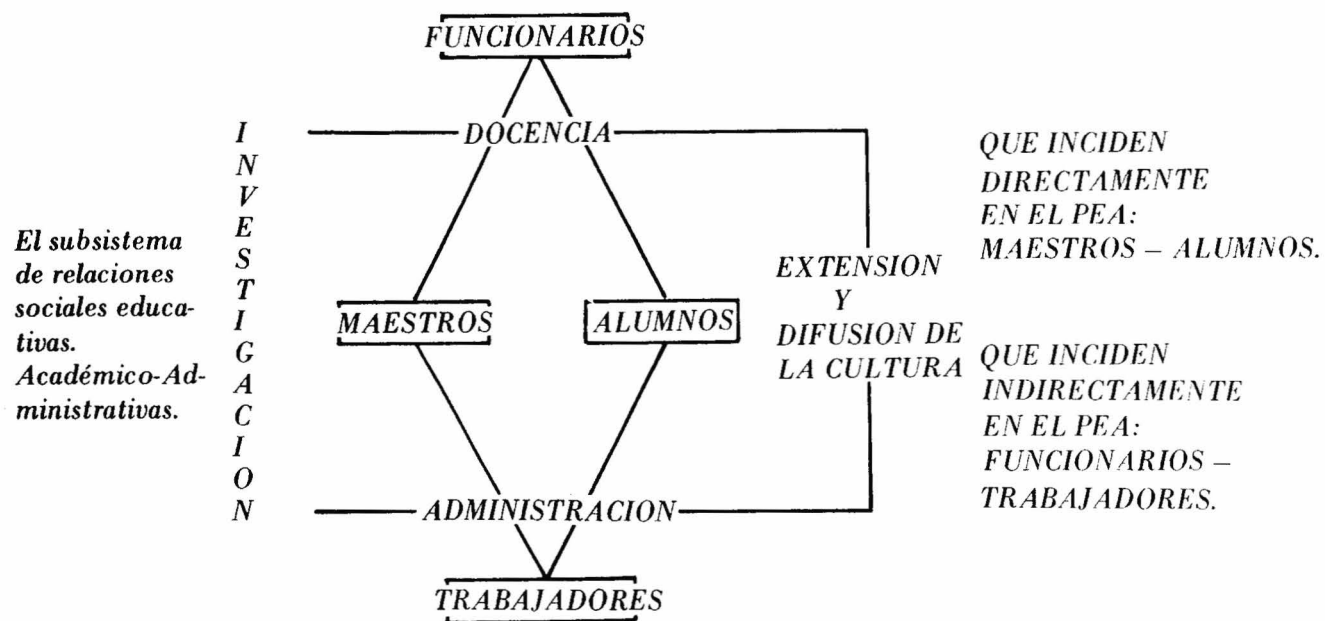 FUNCIONARIOS
DOCENCIA
INVESTIGACION
El subsistema
de relaciones
sociales educa-
tivas.
Académico-Ad-
ministrativas.
MAESTROS
ALUMNOS
EXTENSION
Y
DIFUSION DE
LA CULTURA
ADMINISTRACION
TRABAJADORES
QUE INCIDEN
DIRECTAMENTE
EN EL PEA:
MAESTROS – ALUMNOS.
QUE INCIDEN
INDIRECTAMENTE
EN EL PEA:
FUNCIONARIOS –
TRABAJADORES.